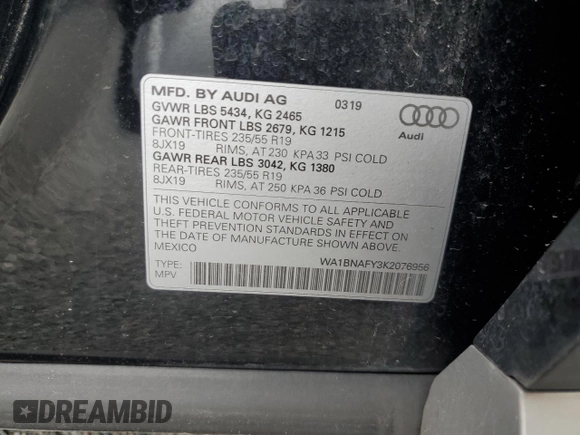 MFD. BY AUDI AG 0319
GVWR LBS 5434, KG 2465
GAWR FRONT LBS 2679, KG 1215
FRONT-TIRES 235/55 R19
8JX19 RIMS, AT 230 KPA 33 PSI COLD
GAWR REAR LBS 3042, KG 1380
REAR-TIRES 235/55 R19
8JX19 RIMS, AT 250 KPA 36 PSI COLD
Audi
THIS VEHICLE CONFORMS TO ALL APPLICABLE
U.S. FEDERAL MOTOR VEHICLE SAFETY AND
THEFT PREVENTION STANDARDS IN EFFECT ON
THE DATE OF MANUFACTURE SHOWN ABOVE.
MEXICO
WA1BNAFY3K2076956
TYPE:
MPV
DREAMBID